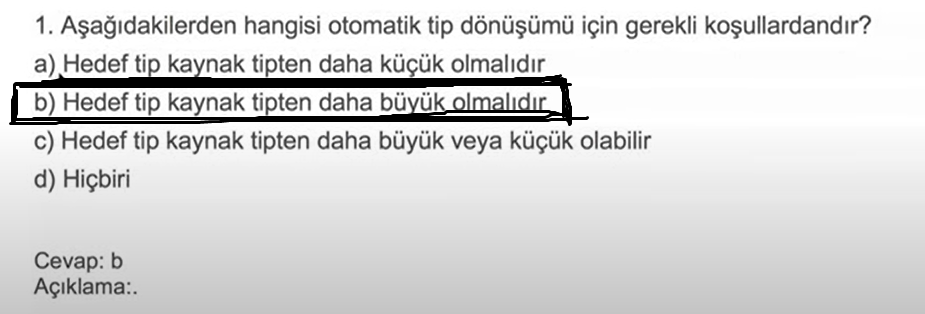 1. Aşağıdakilerden hangisi otomatik tip dönüşümü için gerekli koşullardandır?
a) Hedef tip kaynak tipten daha küçük olmalıdır
b) Hedef tip kaynak tipten daha büyük olmalıdır
c) Hedef tip kaynak tipten daha büyük veya küçük olabilir
d) Hiçbiri
Cevap: b
Açıklama:.